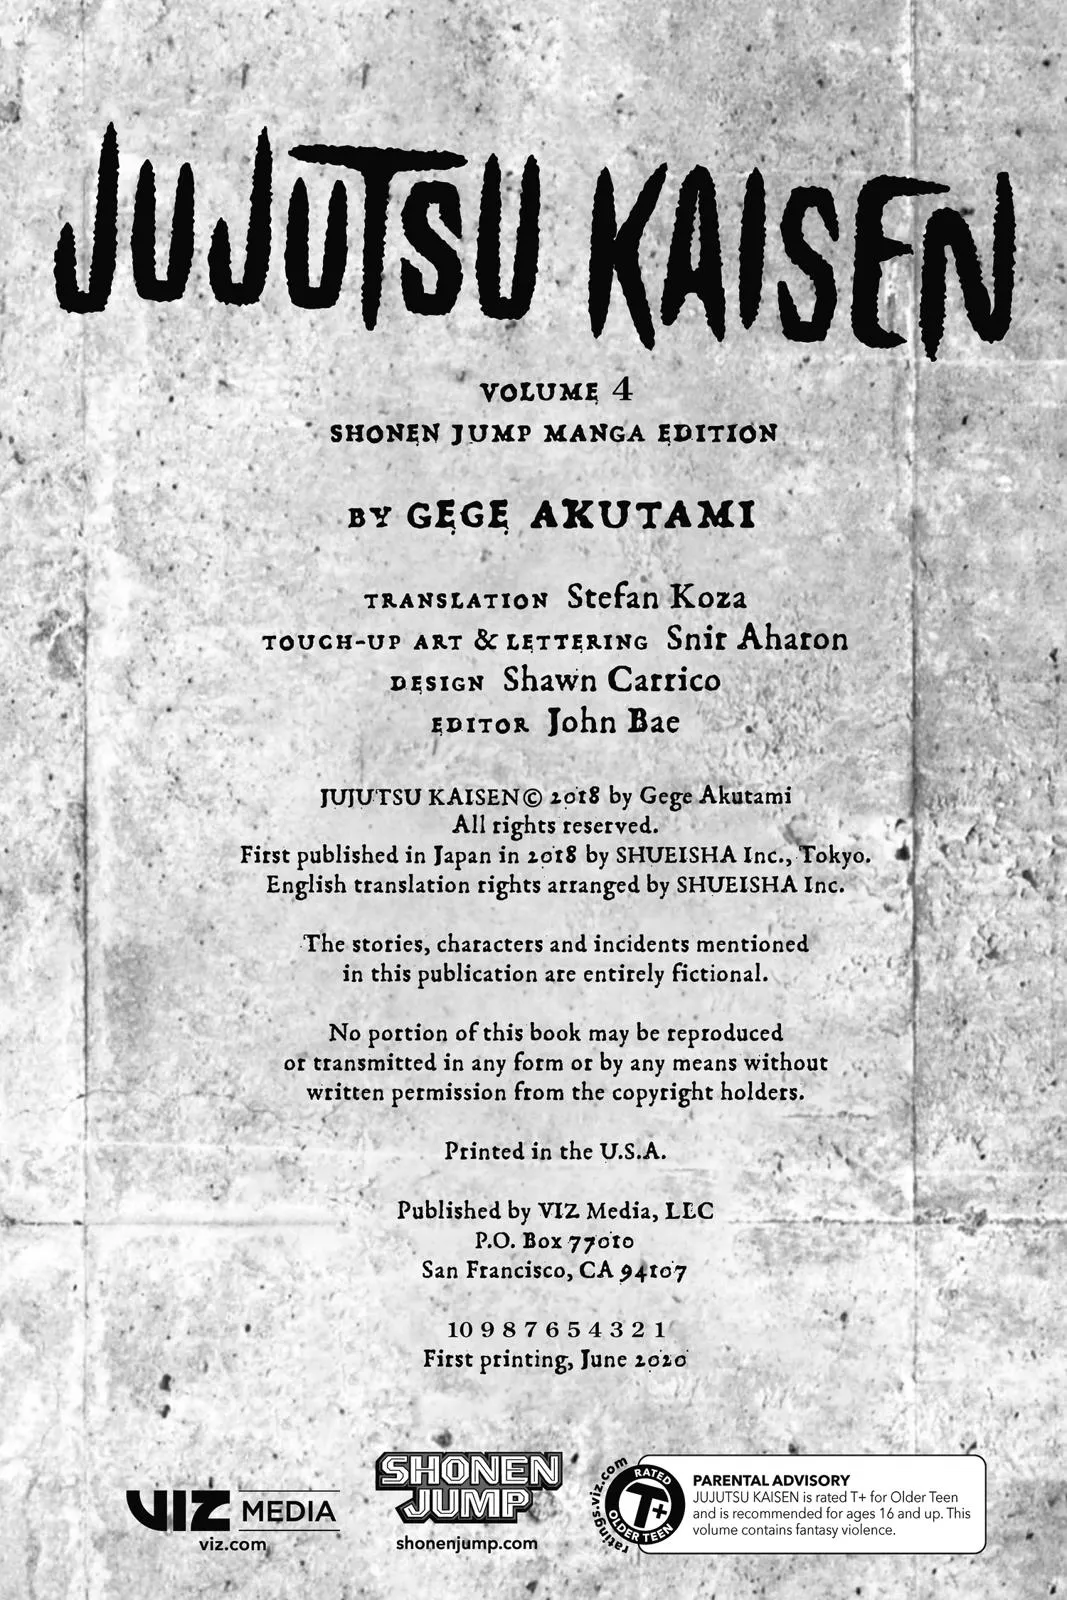 JUJUTSU KAISEN
VOLUME 4
SHONEN JUMP MANGA EDITION
BY GEGE AKUTAMI
TRANSLATION Stefan Koza
TOUCH-UP ART & LETTERING Snir Aharon
DESIGN Shawn Carrico
EDITOR John Bae
JUJUTSU KAISEN© 2018 by Gege Akutami
All rights reserved.
First published in Japan in 2018 by SHUEISHA Inc., Tokyo.
English translation rights arranged by SHUEISHA Inc.
The stories, characters and incidents mentioned
in this publication are entirely fictional.
No portion of this book may be reproduced
or transmitted in any form or by any means without
written permission from the copyright holders.
Printed in the U.S.A.
Published by VIZ Media, LLC
P.O. Box 77010
San Francisco, CA 94107
10 9 8 7 6 5 4 3 2 1
First printing, June 2020
VIZ MEDIA
viz.com
SHONEN
JUMP
shonenjump.com
ratings.viz.com
RATED
T+
OLDER TEEN
PARENTAL ADVISORY
JUJUTSU KAISEN is rated T+ for Older Teen
and is recommended for ages 16 and up. This
volume contains fantasy violence.